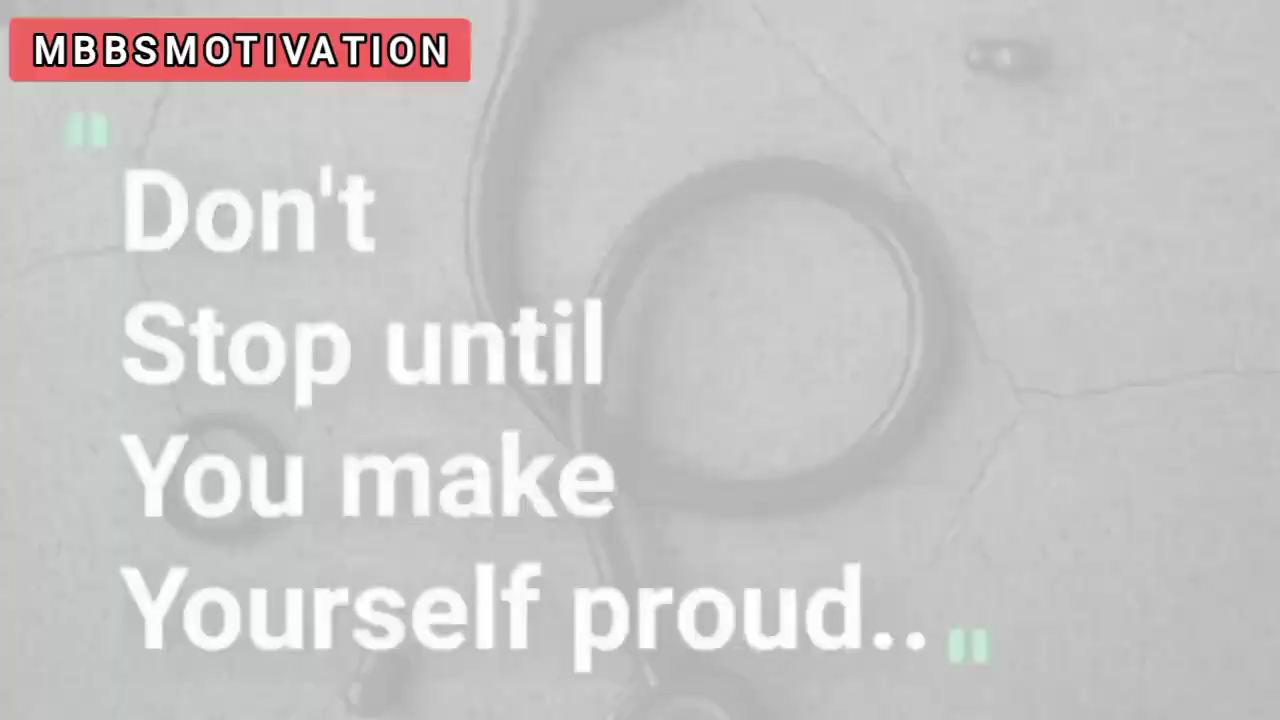 MBBSMOTIVATION
"
Don't
Stop until
You make
Yourself proud.. "